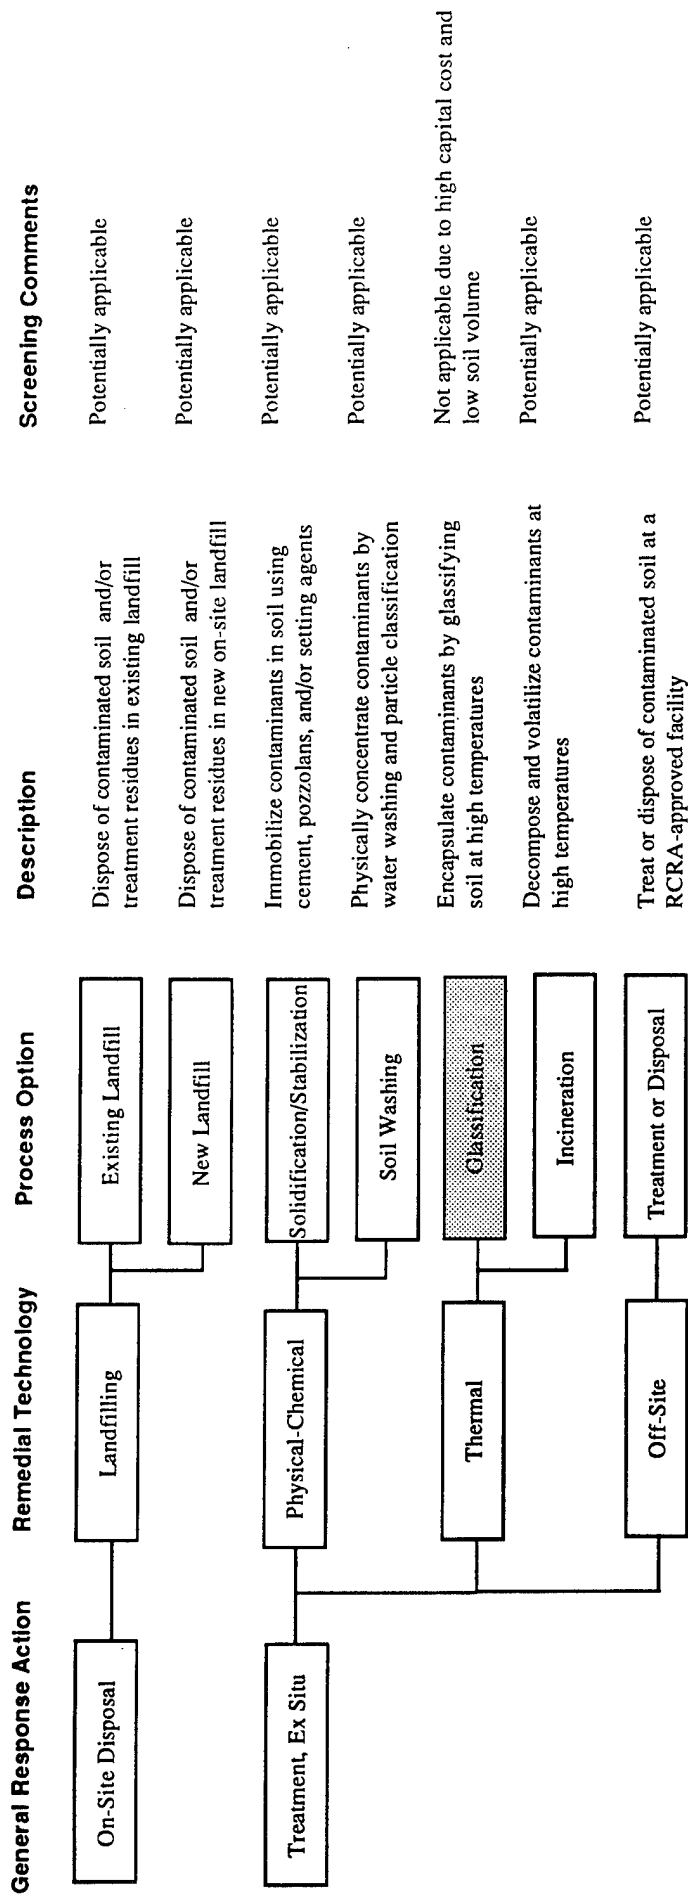 General Response Action
Remedial Technology
Process Option
Description
Screening Comments
On-Site Disposal
Landfilling
Existing Landfill
Dispose of contaminated soil and/or
treatment residues in existing landfill
Potentially applicable
New Landfill
Dispose of contaminated soil and/or
treatment residues in new on-site landfill
Potentially applicable
Treatment, Ex Situ
Physical-Chemical
Solidification/Stabilization
Immobilize contaminants in soil using
cement, pozzolans, and/or setting agents
Potentially applicable
Soil Washing
Physically concentrate contaminants by
water washing and particle classification
Potentially applicable
Thermal
Glassification
Encapsulate contaminants by glassifying
soil at high temperatures
Not applicable due to high capital cost and
low soil volume
Incineration
Decompose and volatilize contaminants at
high temperatures
Potentially applicable
Off-Site
Treatment or Disposal
Treat or dispose of contaminated soil at a
RCRA-approved facility
Potentially applicable